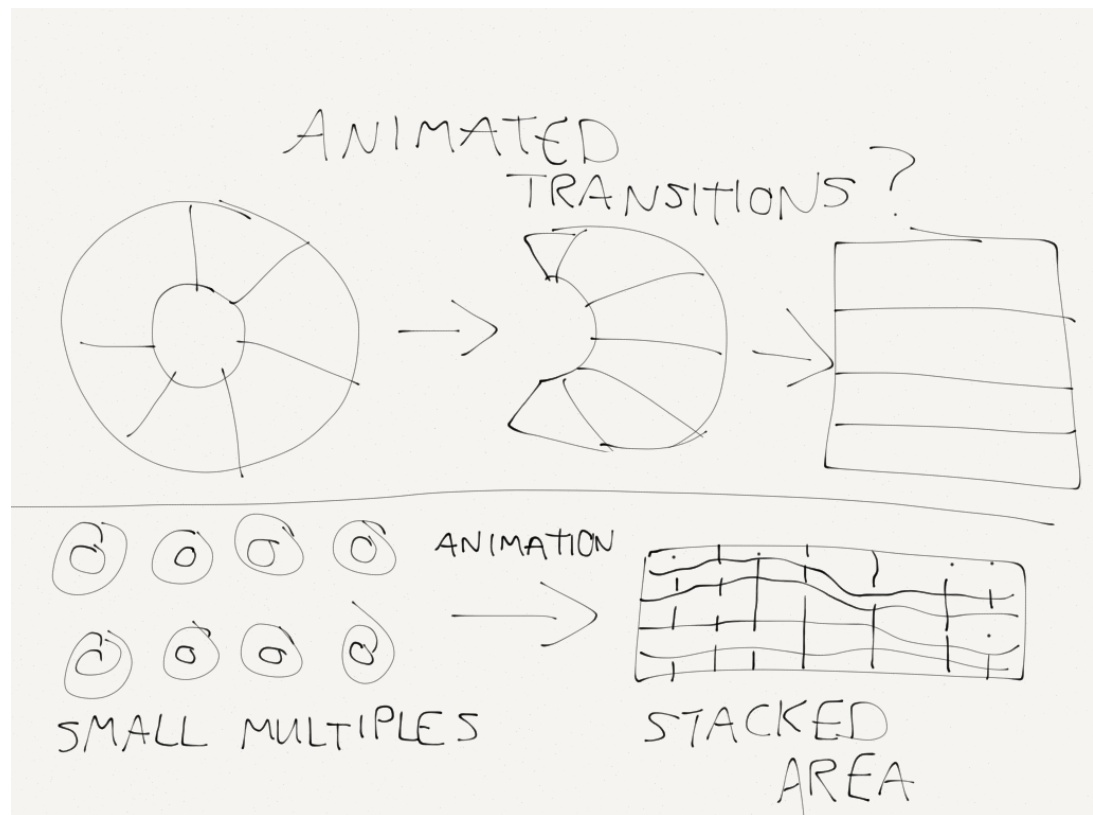 ANIMATED
TRANSITIONS?
ANIMATION
SMALL MULTIPLES
STACKED
AREA